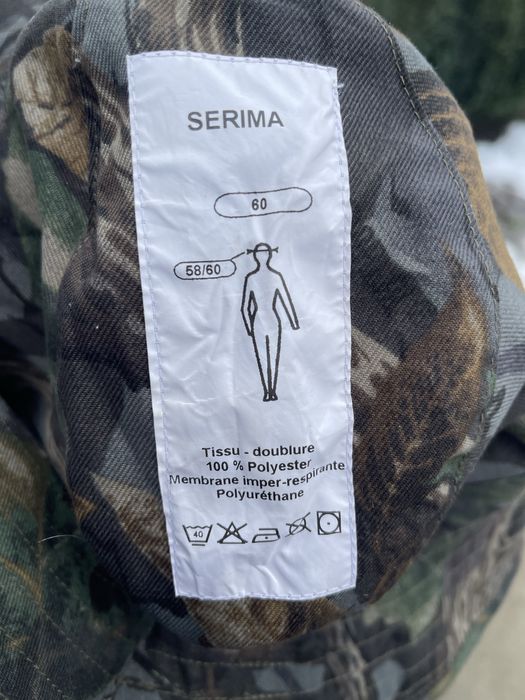 SERIMA
60
58/60
Tissu - doublure
100 % Polyester
Membrane imper-respirante
Polyuréthane
40